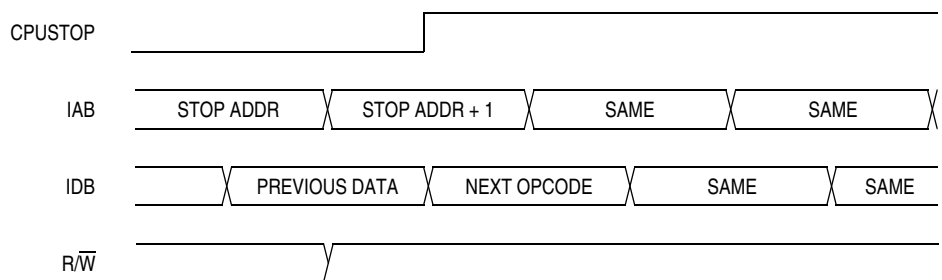 CPUSTOP
IAB STOP ADDR STOP ADDR + 1 SAME SAME
IDB PREVIOUS DATA NEXT OPCODE SAME SAME
R/W̅